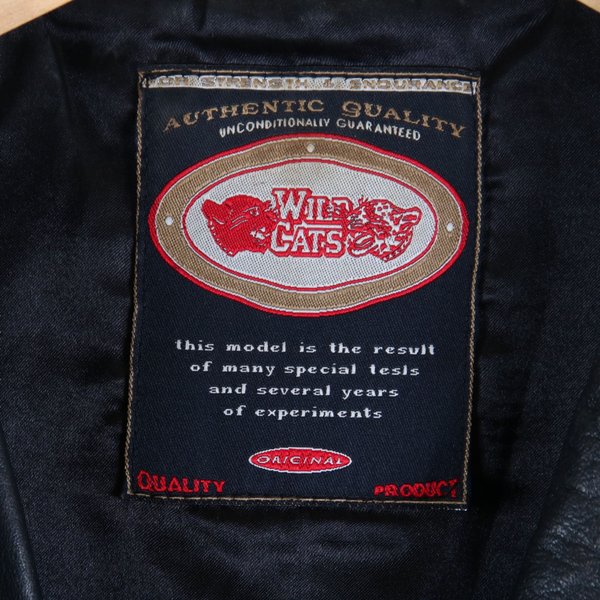 FOR STRENGTH & ENDURANCE
AUTHENTIC QUALITY
UNCONDITIONALLY GUARANTEED
WILD
CATS
this model is the result
of many special tesls
and several years
of experiments
ORIGINAL
QUALITY PRODUCT